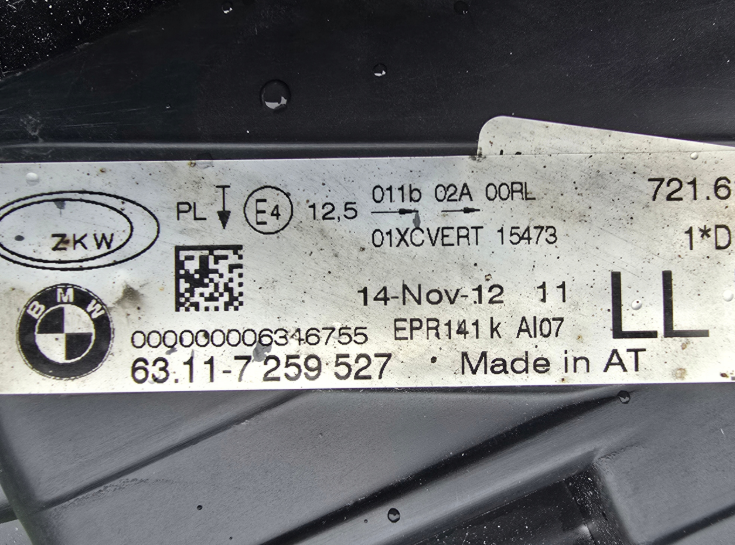 ZKW
PL E4 12,5
011b 02A 00RL
01XCVERT 15473
721.6
1*D
14-Nov-12 11
LL
BMW
000000006346755
EPR141 k AI07
63.11-7 259 527
Made in AT